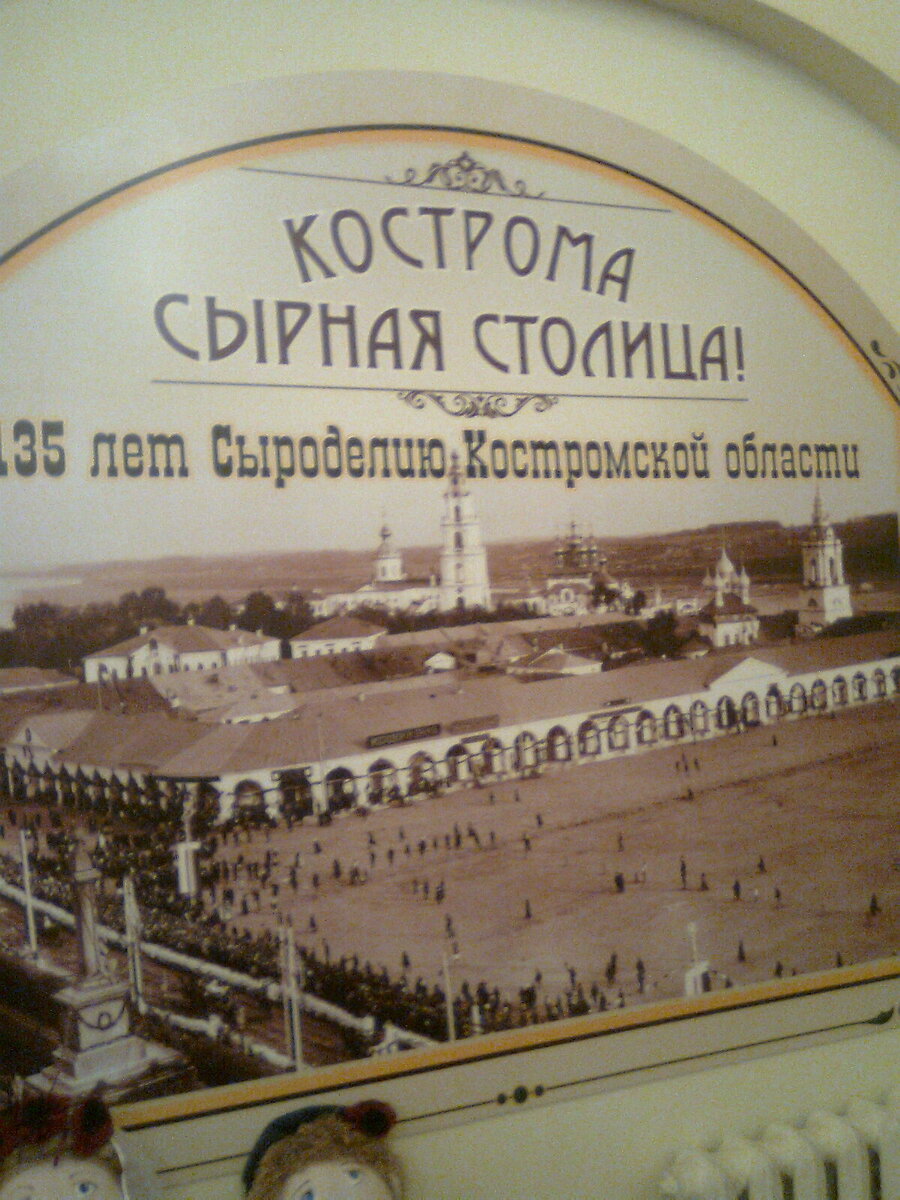 КОСТРОМА
СЫРНАЯ СТОЛИЦА!
135 лет Сыроделию Костромской области